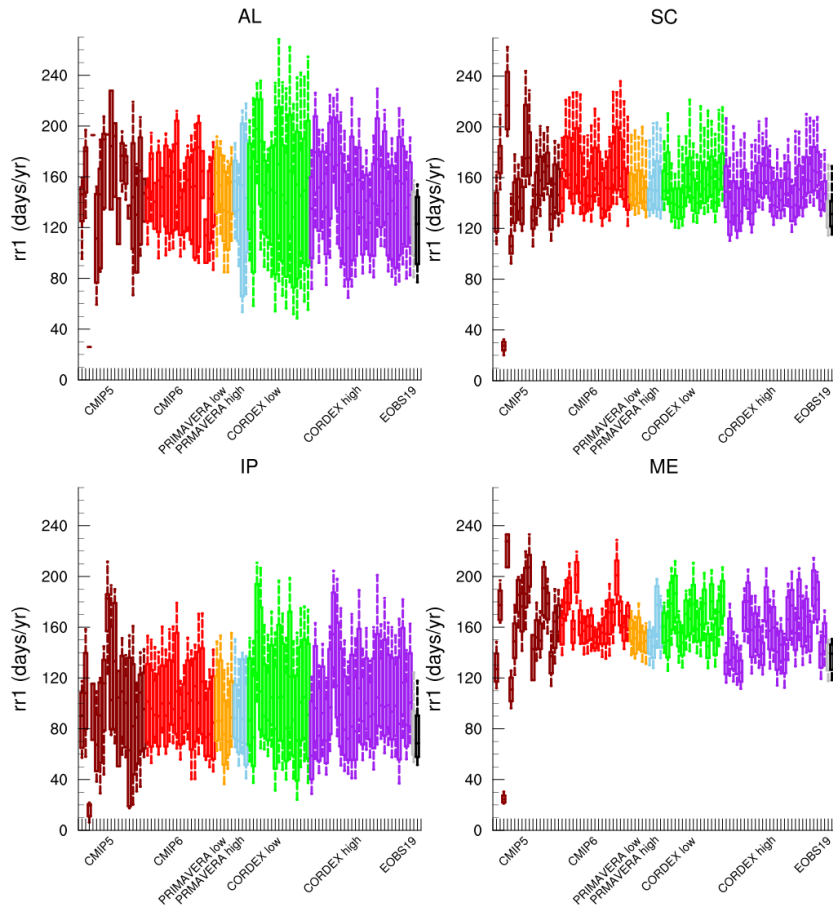 AL
SC
rr1 (days/yr)
240
200
160
120
80
40
0
CMIP5
CMIP6
PRIMAVERA low
PRMAVERA high
CORDEX low
CORDEX high
EOBS19
rr1 (days/yr)
240
200
160
120
80
40
0
CMIP5
CMIP6
PRIMAVERA low
PRMAVERA high
CORDEX low
CORDEX high
EOBS19
IP
ME
rr1 (days/yr)
240
200
160
120
80
40
0
CMIP5
CMIP6
PRIMAVERA low
PRMAVERA high
CORDEX low
CORDEX high
EOBS19
rr1 (days/yr)
240
200
160
120
80
40
0
CMIP5
CMIP6
PRIMAVERA low
PRMAVERA high
CORDEX low
CORDEX high
EOBS19